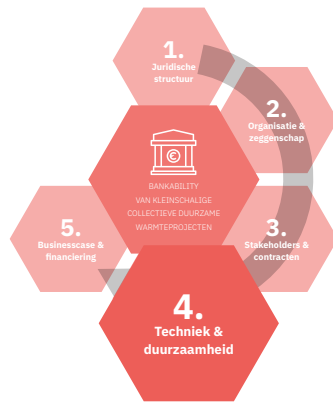 1.
Juridische
structuur
2.
Organisatie &
zeggenschap
BANKABILITY
VAN KLEINSCHALIGE
COLLECTIEVE DUURZAME
WARMTEPROJECTEN
3.
Stakeholders &
contracten
4.
Techniek &
duurzaamheid
5.
Businesscase &
financiering